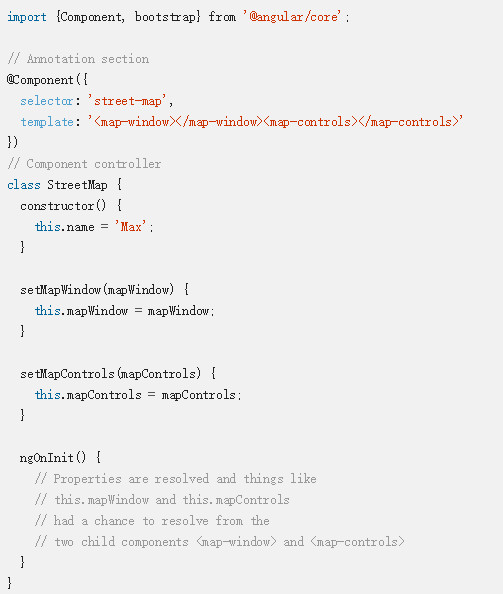 import {Component, bootstrap} from '@angular/core';
// Annotation section
@Component({
  selector: 'street-map',
  template: '<map-window></map-window><map-controls></map-controls>'
})
// Component controller
class StreetMap {
  constructor() {
    this.name = 'Max';
  }
  setMapWindow(mapWindow) {
    this.mapWindow = mapWindow;
  }
  setMapControls(mapControls) {
    this.mapControls = mapControls;
  }
  ngOnInit() {
    // Properties are resolved and things like
    // this.mapWindow and this.mapControls
    // had a chance to resolve from the
    // two child components <map-window> and <map-controls>
  }
}